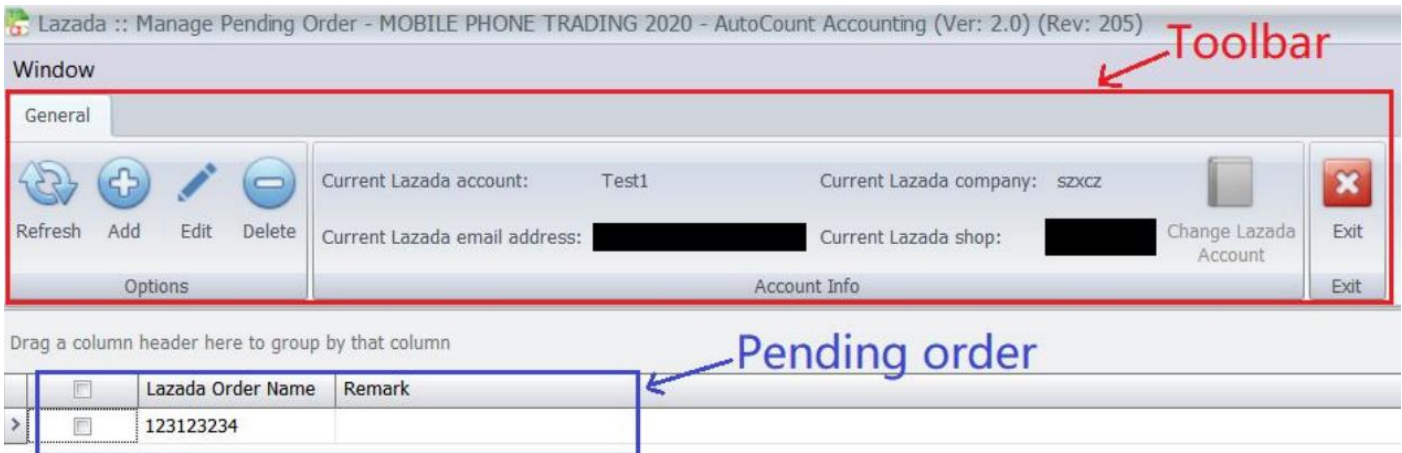 Lazada :: Manage Pending Order - MOBILE PHONE TRADING 2020 - AutoCount Accounting (Ver: 2.0) (Rev: 205)
Toolbar
Window
General
Current Lazada account: Test1 Current Lazada company: szxcz
Refresh Add Edit Delete Current Lazada email address: Current Lazada shop: Change Lazada Account Exit
Options Account Info Exit
Drag a column header here to group by that column
Pending order
Lazada Order Name Remark
123123234